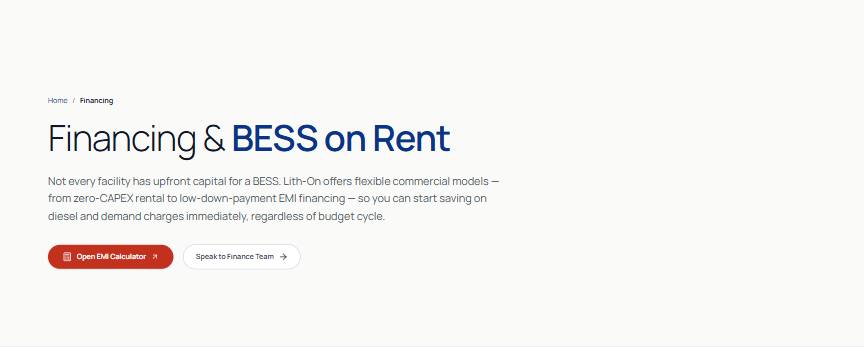 Home / Financing
Financing & BESS on Rent
Not every facility has upfront capital for a BESS. Lith-On offers flexible commercial models —
from zero-CAPEX rental to low-down-payment EMI financing — so you can start saving on
diesel and demand charges immediately, regardless of budget cycle.
Open EMI Calculator
Speak to Finance Team